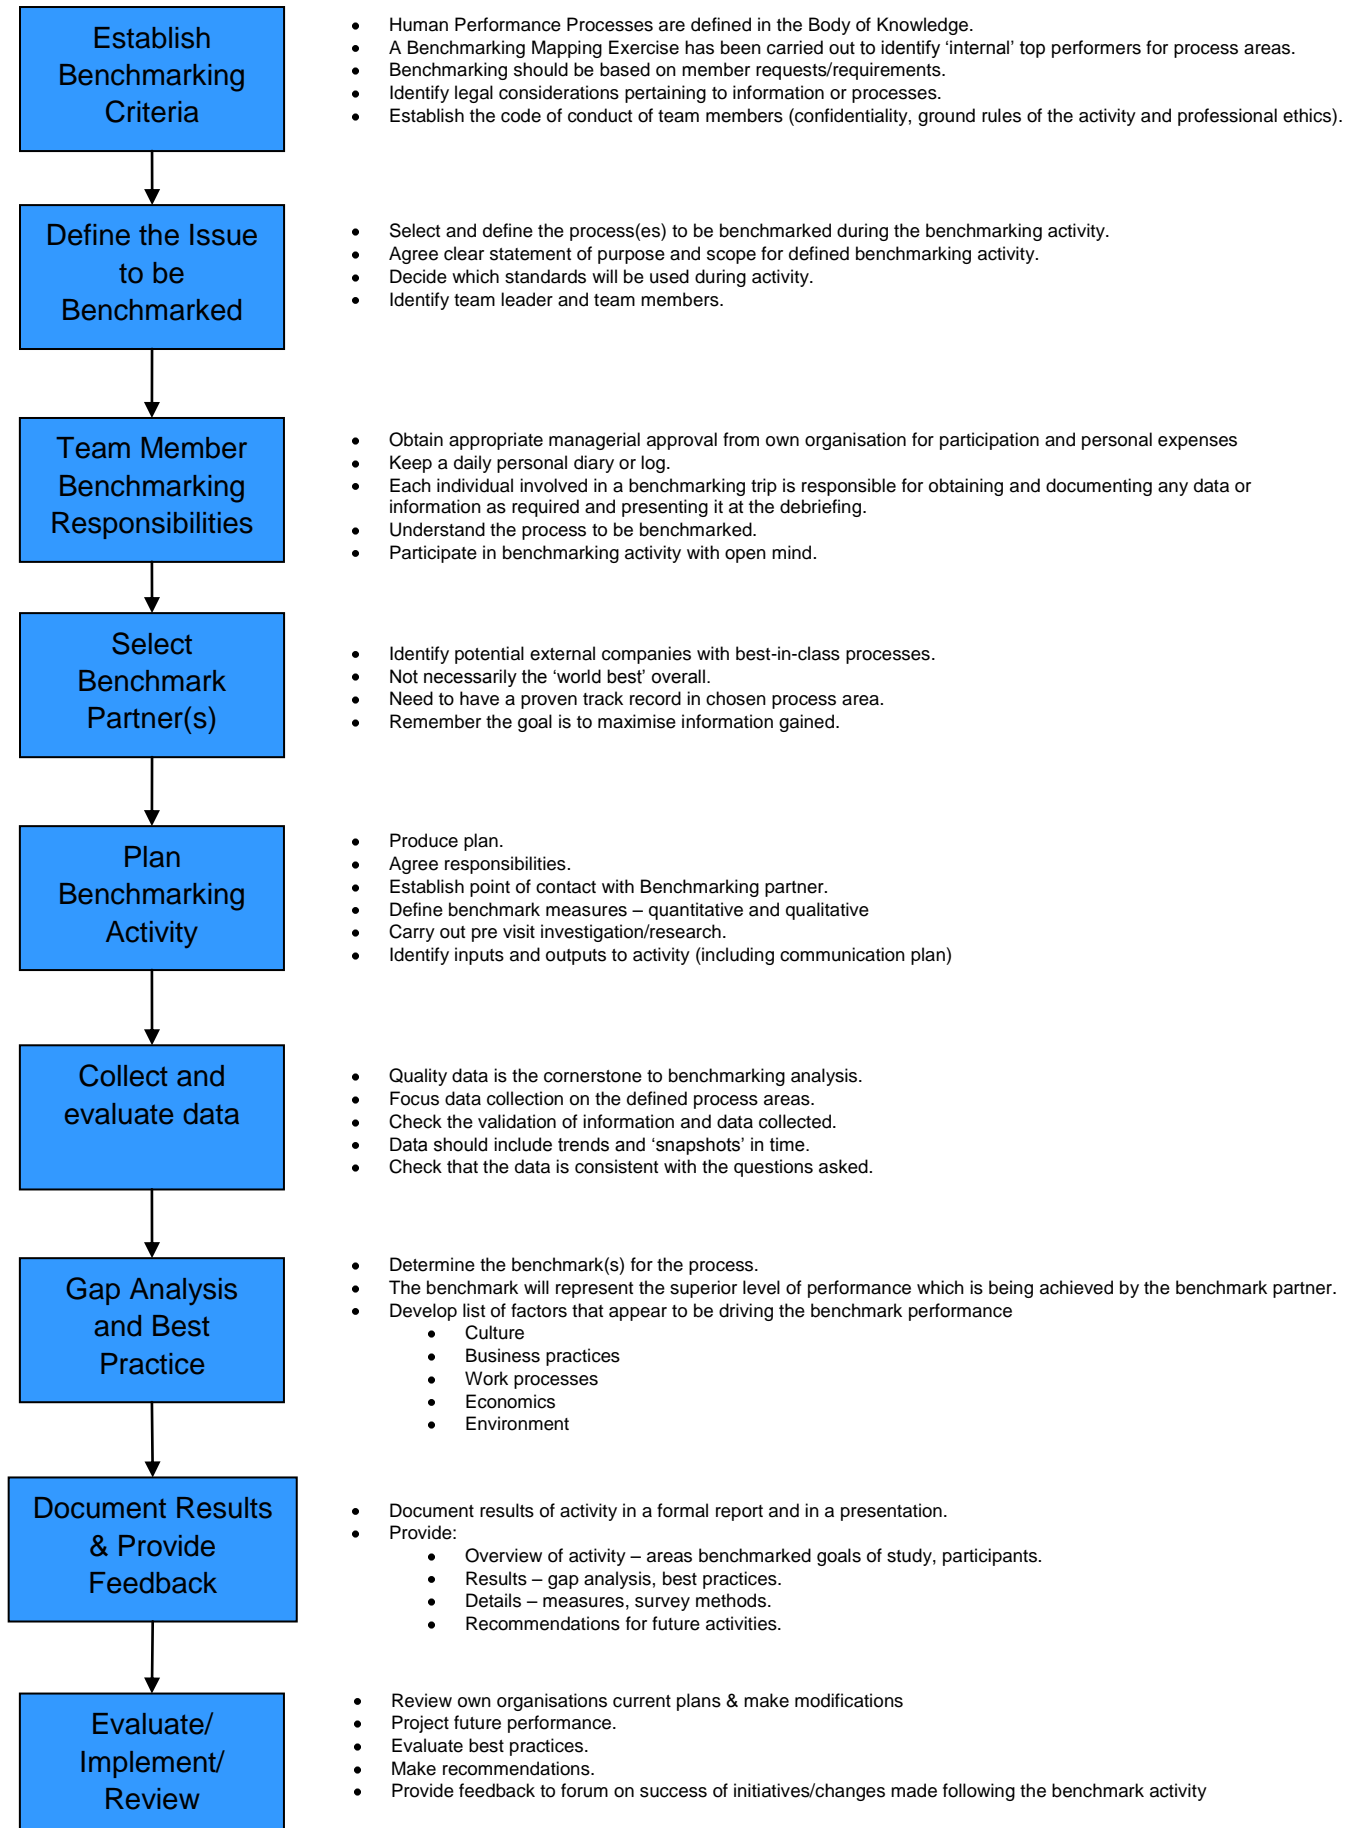 Establish
Benchmarking
Criteria
• Human Performance Processes are defined in the Body of Knowledge.
• A Benchmarking Mapping Exercise has been carried out to identify ‘internal’ top performers for process areas.
• Benchmarking should be based on member requests/requirements.
• Identify legal considerations pertaining to information or processes.
• Establish the code of conduct of team members (confidentiality, ground rules of the activity and professional ethics).
Define the Issue
to be
Benchmarked
• Select and define the process(es) to be benchmarked during the benchmarking activity.
• Agree clear statement of purpose and scope for defined benchmarking activity.
• Decide which standards will be used during activity.
• Identify team leader and team members.
Team Member
Benchmarking
Responsibilities
• Obtain appropriate managerial approval from own organisation for participation and personal expenses
• Keep a daily personal diary or log.
• Each individual involved in a benchmarking trip is responsible for obtaining and documenting any data or
information as required and presenting it at the debriefing.
• Understand the process to be benchmarked.
• Participate in benchmarking activity with open mind.
Select
Benchmark
Partner(s)
• Identify potential external companies with best-in-class processes.
• Not necessarily the ‘world best’ overall.
• Need to have a proven track record in chosen process area.
• Remember the goal is to maximise information gained.
Plan
Benchmarking
Activity
• Produce plan.
• Agree responsibilities.
• Establish point of contact with Benchmarking partner.
• Define benchmark measures – quantitative and qualitative
• Carry out pre visit investigation/research.
• Identify inputs and outputs to activity (including communication plan)
Collect and
evaluate data
• Quality data is the cornerstone to benchmarking analysis.
• Focus data collection on the defined process areas.
• Check the validation of information and data collected.
• Data should include trends and ‘snapshots’ in time.
• Check that the data is consistent with the questions asked.
Gap Analysis
and Best
Practice
• Determine the benchmark(s) for the process.
• The benchmark will represent the superior level of performance which is being achieved by the benchmark partner.
• Develop list of factors that appear to be driving the benchmark performance
• Culture
• Business practices
• Work processes
• Economics
• Environment
Document Results
& Provide
Feedback
• Document results of activity in a formal report and in a presentation.
• Provide:
• Overview of activity – areas benchmarked goals of study, participants.
• Results – gap analysis, best practices.
• Details – measures, survey methods.
• Recommendations for future activities.
Evaluate/
Implement/
Review
• Review own organisations current plans & make modifications
• Project future performance.
• Evaluate best practices.
• Make recommendations.
• Provide feedback to forum on success of initiatives/changes made following the benchmark activity